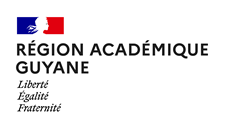 RÉGION ACADÉMIQUE
GUYANE
Liberté
Égalité
Fraternité